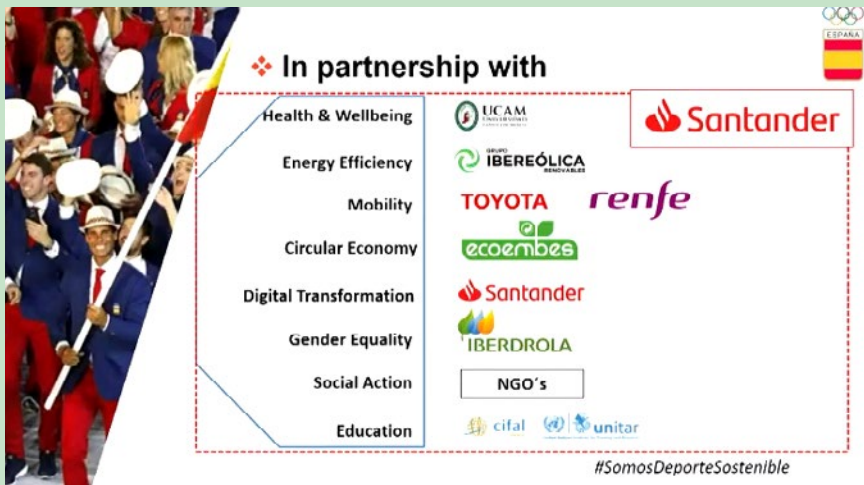 ESPAÑA
In partnership with
Santander
Health & Wellbeing
UCAM
Energy Efficiency
GRUPO
IBEREÓLICA
RENOVABLES
Mobility
TOYOTA renfe
Circular Economy
ecoembes
Digital Transformation
Santander
Gender Equality
IBERDROLA
Social Action
NGO´s
Education
cifal unitar
#SomosDeporteSostenible